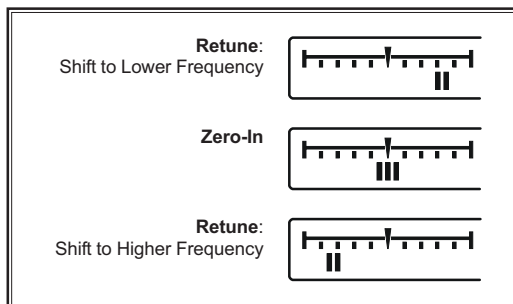 Retune:
Shift to Lower Frequency
Zero-In
Retune:
Shift to Higher Frequency